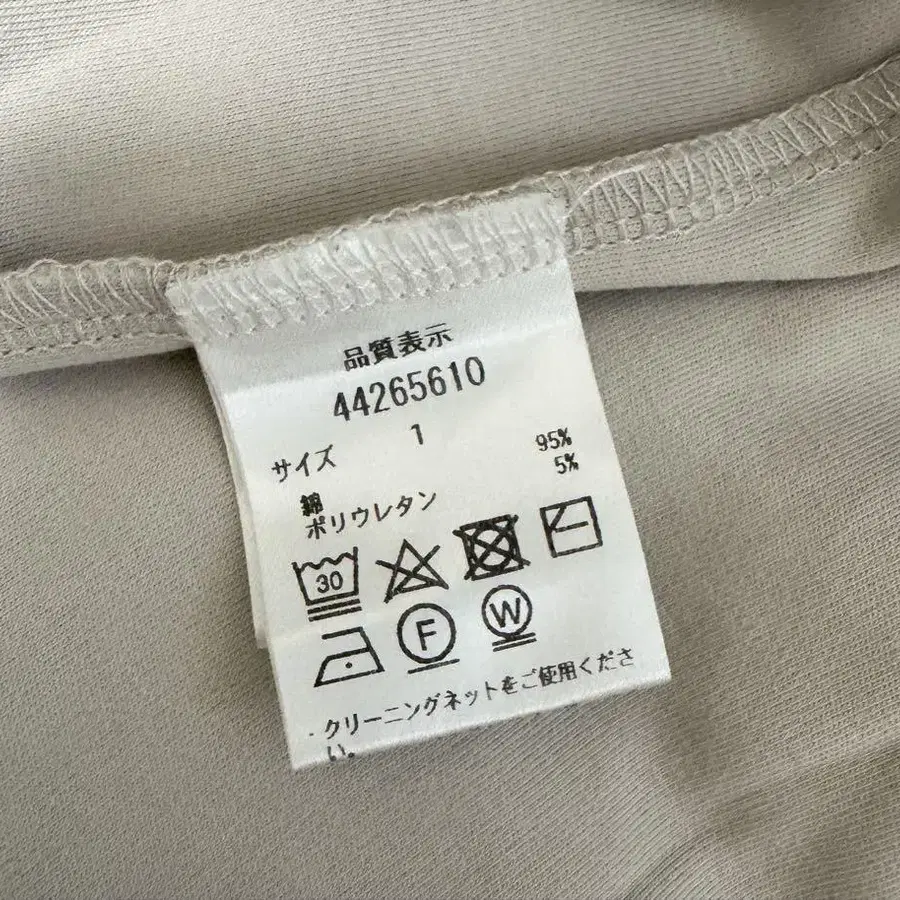 品質表示
44265610
サイズ 1
綿 95%
ポリウレタン 5%
30
F W
・クリーニングネットをご使用くださ
い。